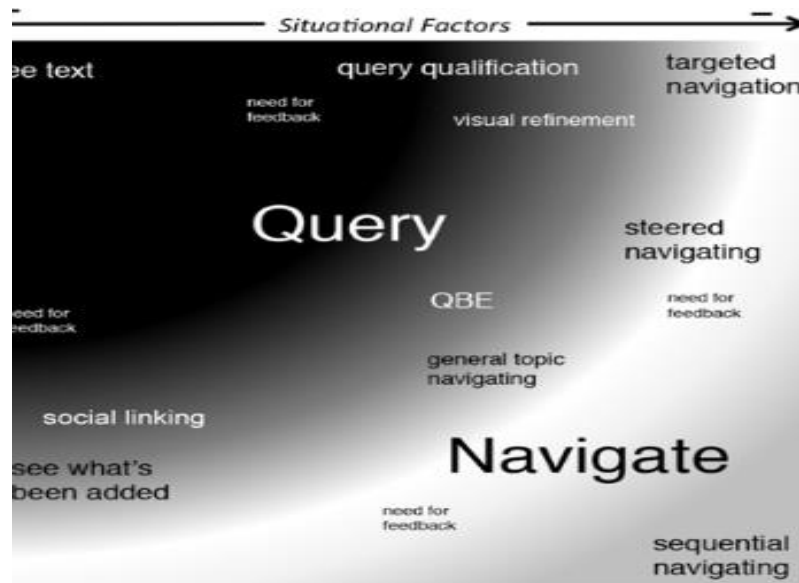 Situational Factors
ee text
query qualification
targeted
navigation
need for
feedback
visual refinement
Query
steered
navigating
QBE
need for
feedback
eed for
eedback
general topic
navigating
social linking
Navigate
see what's
been added
need for
feedback
sequential
navigating